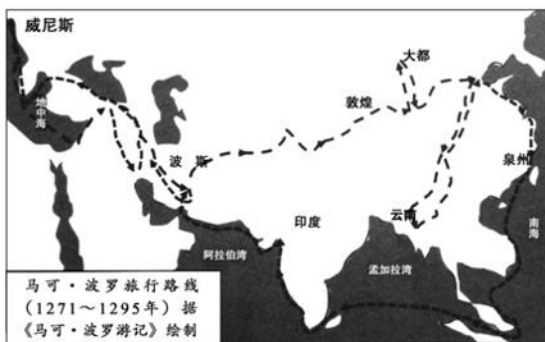 威尼斯
大都
地中海
敦煌
波斯
泉州
云南
印度
南海
阿拉伯湾
孟加拉湾
马可·波罗旅行路线
(1271~1295年)据
《马可·波罗游记》绘制